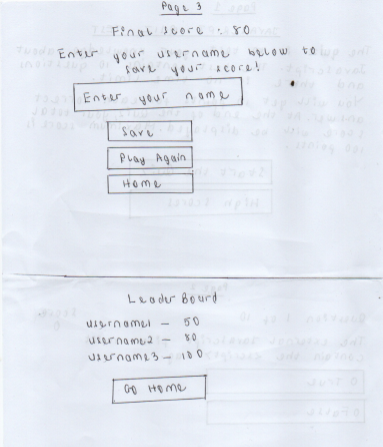 Page 3
Final score : 80
Enter your username below to
save your score!
Enter your name
Save
Play Again
Home
Leader Board
username1 - 50
username2 - 80
username3 - 100
Go Home